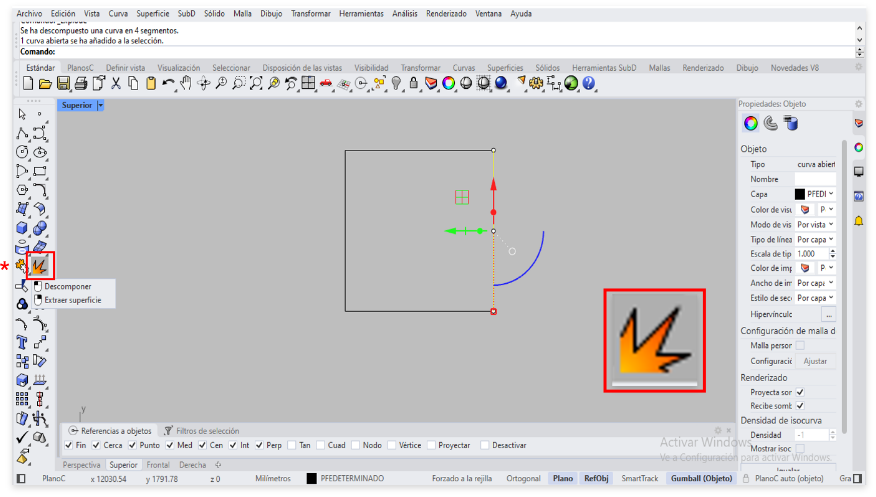 Archivo Edición Vista Curva Superficie SubD Sólido Malla Dibujo Transformar Herramientas Análisis Renderizado Ventana Ayuda
Se ha descompuesto una curva en 4 segmentos.
1 curva abierta se ha añadido a la selección.
Comando:
Estándar PlanosC Definir vista Visualización Seleccionar Disposición de las vistas Visibilidad Transformar Curvas Superficies Sólidos Herramientas SubD Mallas Renderizado Dibujo Novedades V8
Superior
Propiedades: Objeto
Objeto
Tipo curva abiert
Nombre
Capa PFEDI
Color de visu P
Modo de vis Por vista
Tipo de línea Por capa
Escala de tip 1.000
Color de imp P
Ancho de im Por capa
Estilo de sec Por capa
Hipervínculo ...
Configuración de malla d
Malla person
Configuració Ajustar
Renderizado
Proyecta som
Recibe somb
Densidad de isocurva
Densidad -1
Mostrar isoc
*
Descomponer
Extraer superficie
y
Referencias a objetos Filtros de selección
Fin Cerca Punto Med Cen Int Perp Tan Cuad Nodo Vértice Proyectar Desactivar
Activar Windows
Ve a Configuración para activar Windows.
Perspectiva Superior Frontal Derecha
PlanoC x 12030.54 y 1791.78 z 0 Milímetros PFEDETERMINADO Forzado a la rejilla Ortogonal Plano RefObj SmartTrack Gumball (Objeto) PlanoC auto (objeto) Gra